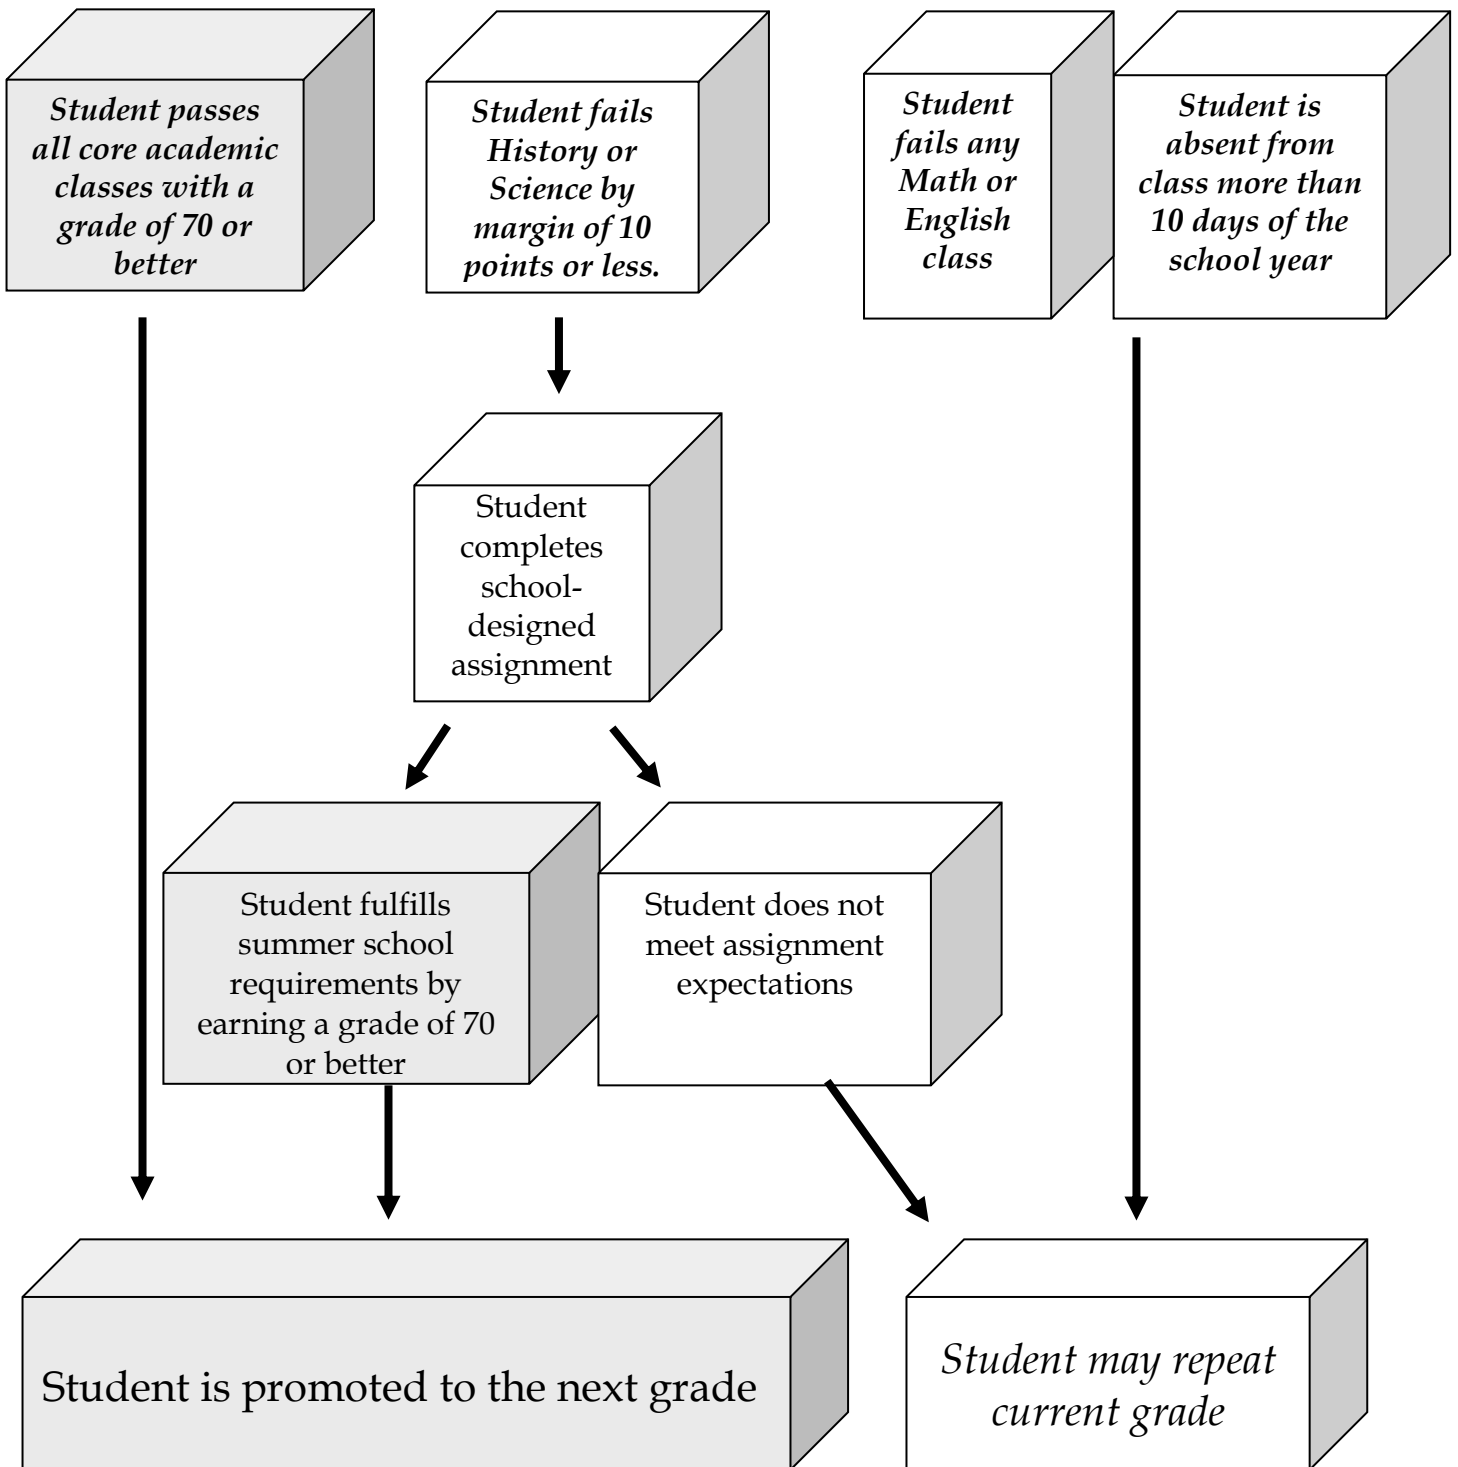 Student passes
all core academic
classes with a
grade of 70 or
better
Student fails
History or
Science by
margin of 10
points or less.
Student
fails any
Math or
English
class
Student is
absent from
class more than
10 days of the
school year
Student
completes
school-
designed
assignment
Student fulfills
summer school
requirements by
earning a grade of 70
or better
Student does not
meet assignment
expectations
Student is promoted to the next grade
Student may repeat
current grade